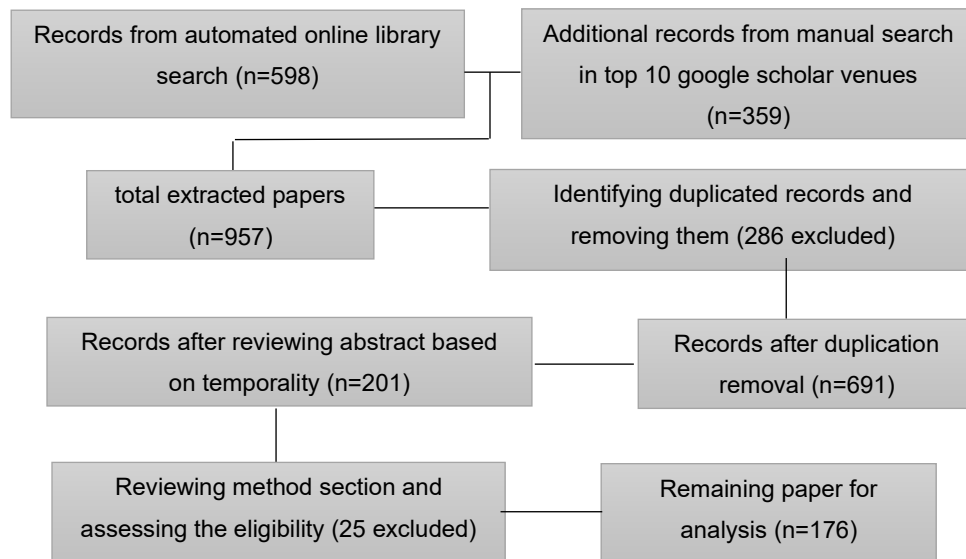 Records from automated online library
search (n=598)
Additional records from manual search
in top 10 google scholar venues
(n=359)
total extracted papers
(n=957)
Identifying duplicated records and
removing them (286 excluded)
Records after reviewing abstract based
on temporality (n=201)
Records after duplication
removal (n=691)
Reviewing method section and
assessing the eligibility (25 excluded)
Remaining paper for
analysis (n=176)